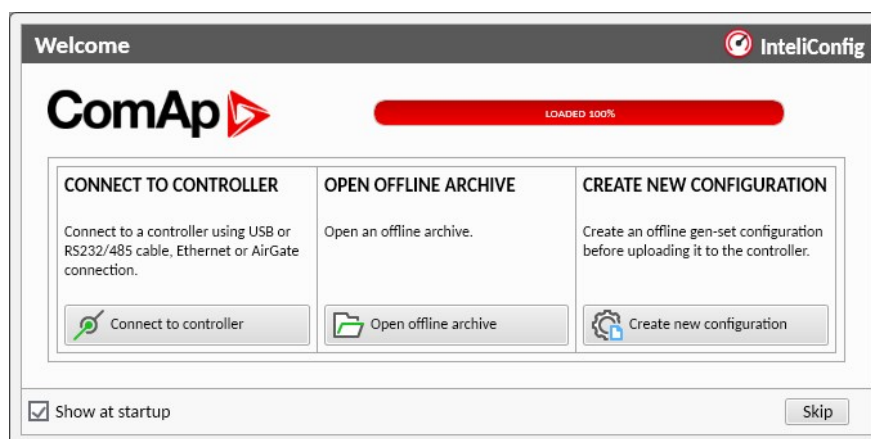 Welcome
InteliConfig
ComAp
LOADED 100%
CONNECT TO CONTROLLER
Connect to a controller using USB or
RS232/485 cable, Ethernet or AirGate
connection.
Connect to controller
OPEN OFFLINE ARCHIVE
Open an offline archive.
Open offline archive
CREATE NEW CONFIGURATION
Create an offline gen-set configuration
before uploading it to the controller.
Create new configuration
Show at startup
Skip